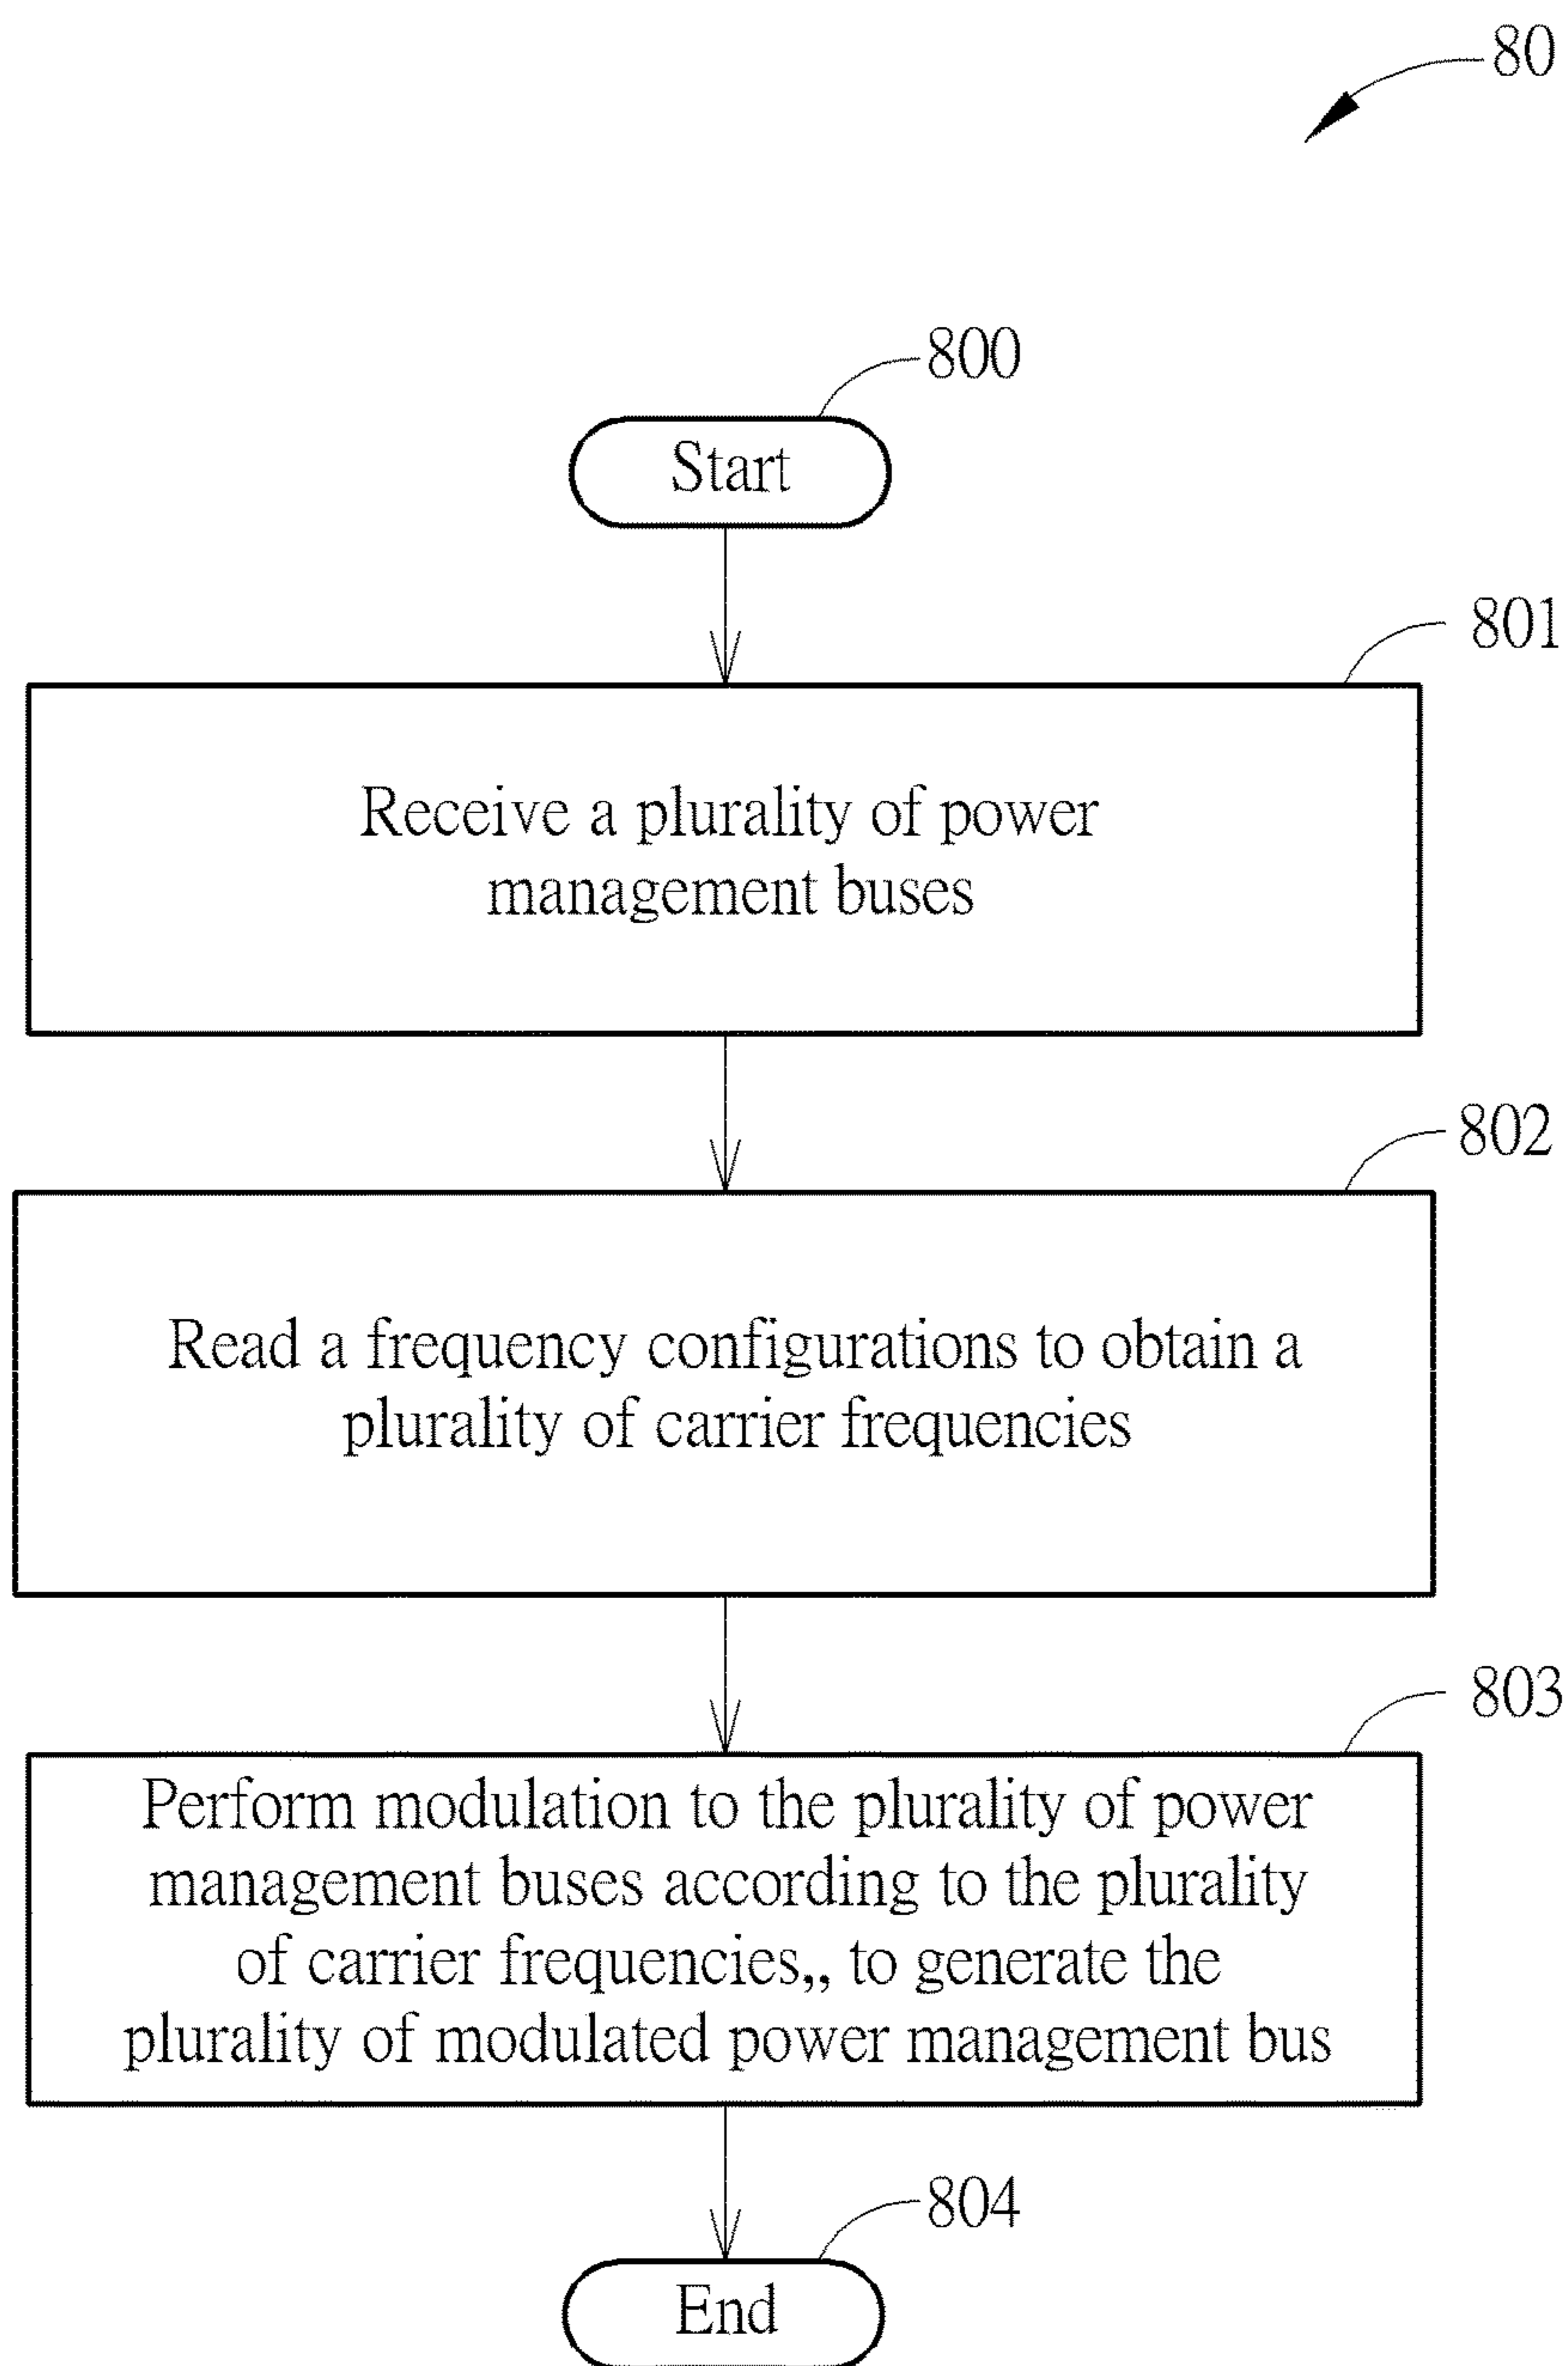 80
800
Start
801
Receive a plurality of power
management buses
802
Read a frequency configurations to obtain a
plurality of carrier frequencies
803
Perform modulation to the plurality of power
management buses according to the plurality
of carrier frequencies,, to generate the
plurality of modulated power management bus
804
End